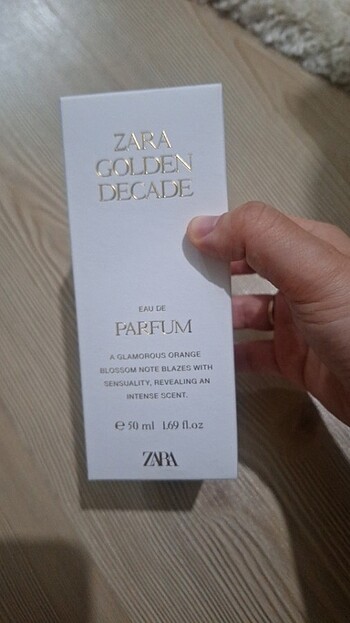 ZARA
GOLDEN
DECADE
EAU DE
PARFUM
A GLAMOROUS ORANGE
BLOSSOM NOTE BLAZES WITH
SENSUALITY, REVEALING AN
INTENSE SCENT.
℮ 50 ml 1.69 fl.oz
ZARA